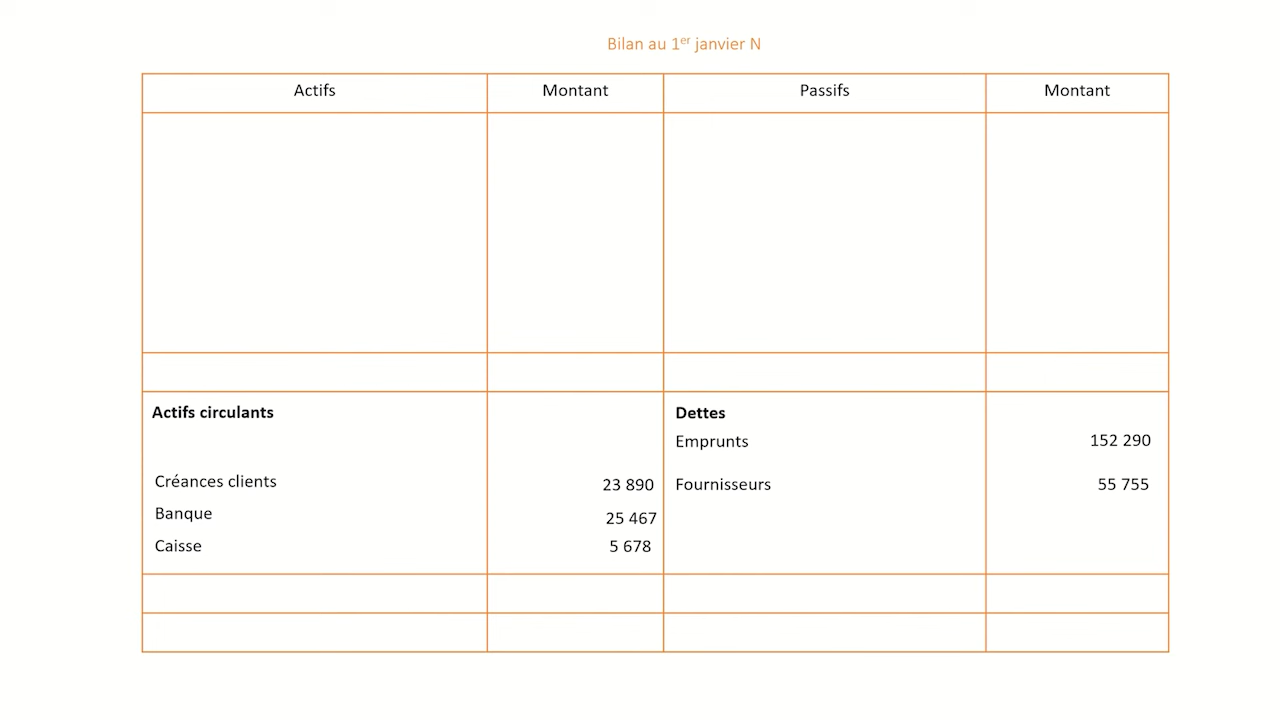 Bilan au 1er janvier N
Actifs Montant Passifs Montant
Actifs circulants Dettes
Emprunts 152 290
Créances clients 23 890 Fournisseurs 55 755
Banque 25 467
Caisse 5 678